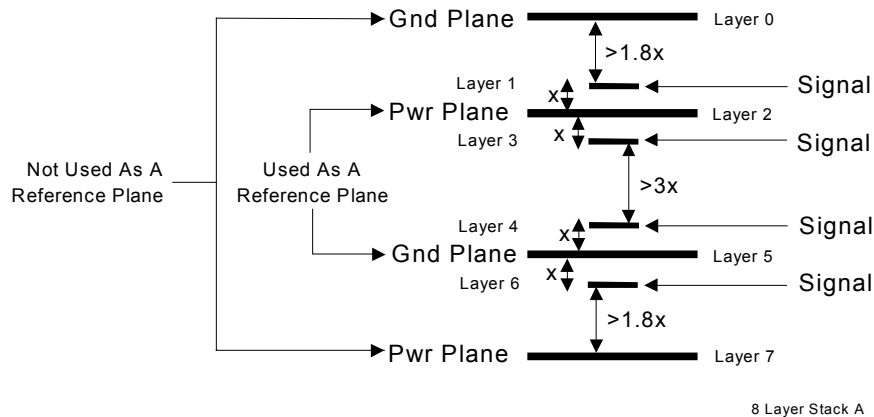 Gnd Plane
Layer 0
>1.8x
Layer 1
Signal
x
Pwr Plane
Layer 2
Layer 3
x
Signal
Not Used As A
Reference Plane
Used As A
Reference Plane
>3x
Layer 4
x
Signal
Gnd Plane
Layer 5
x
Layer 6
Signal
>1.8x
Pwr Plane
Layer 7
8 Layer Stack A